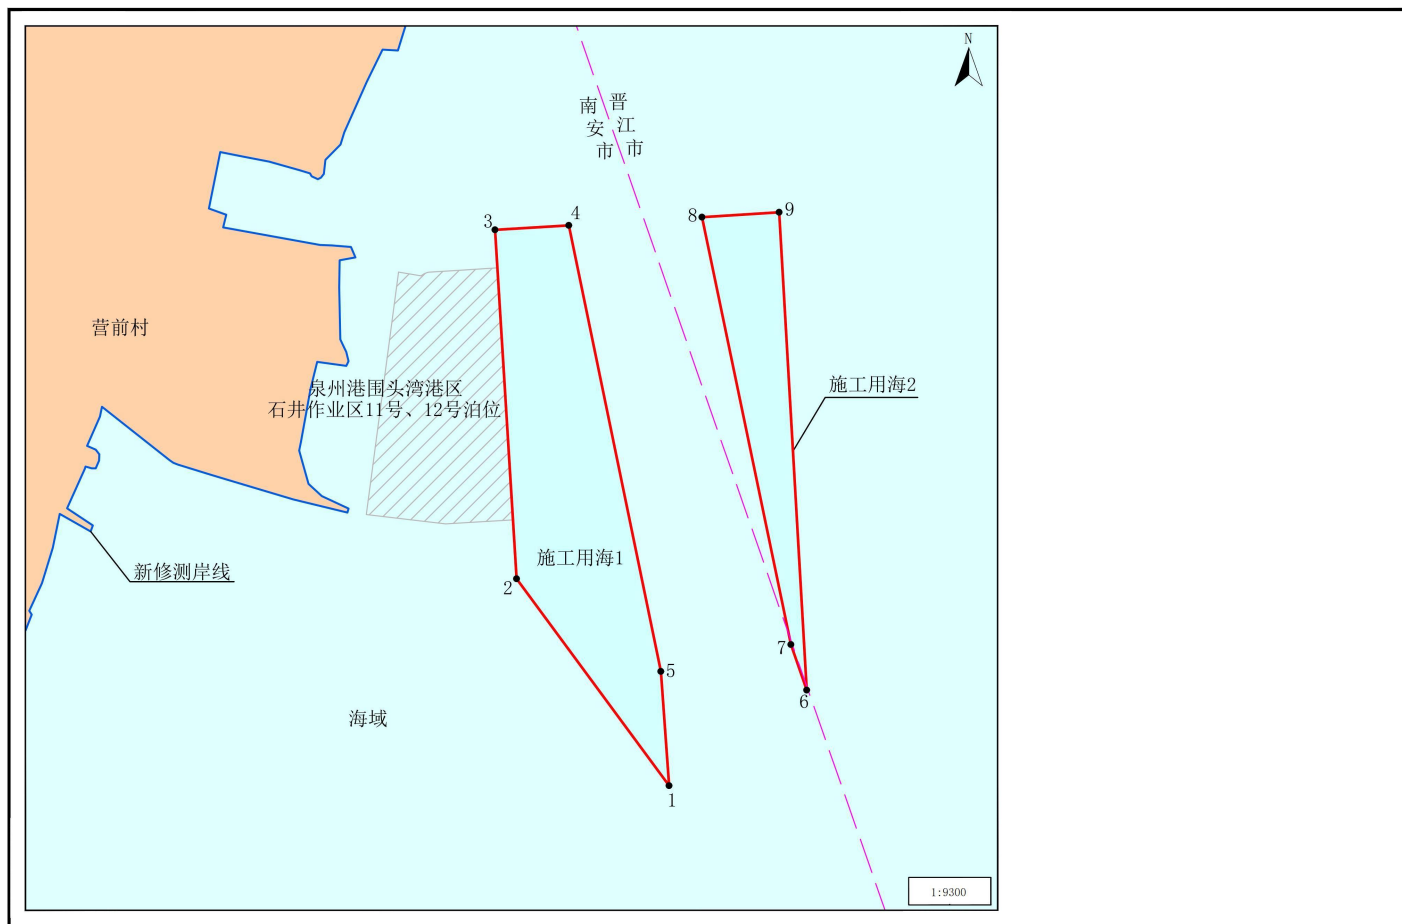 N
南安市
晋江市
3
4
8
9
营前村
泉州港围头湾港区
石井作业区11号、12号泊位
施工用海2
施工用海1
2
新修测岸线
7
5
6
海域
1
1:9300